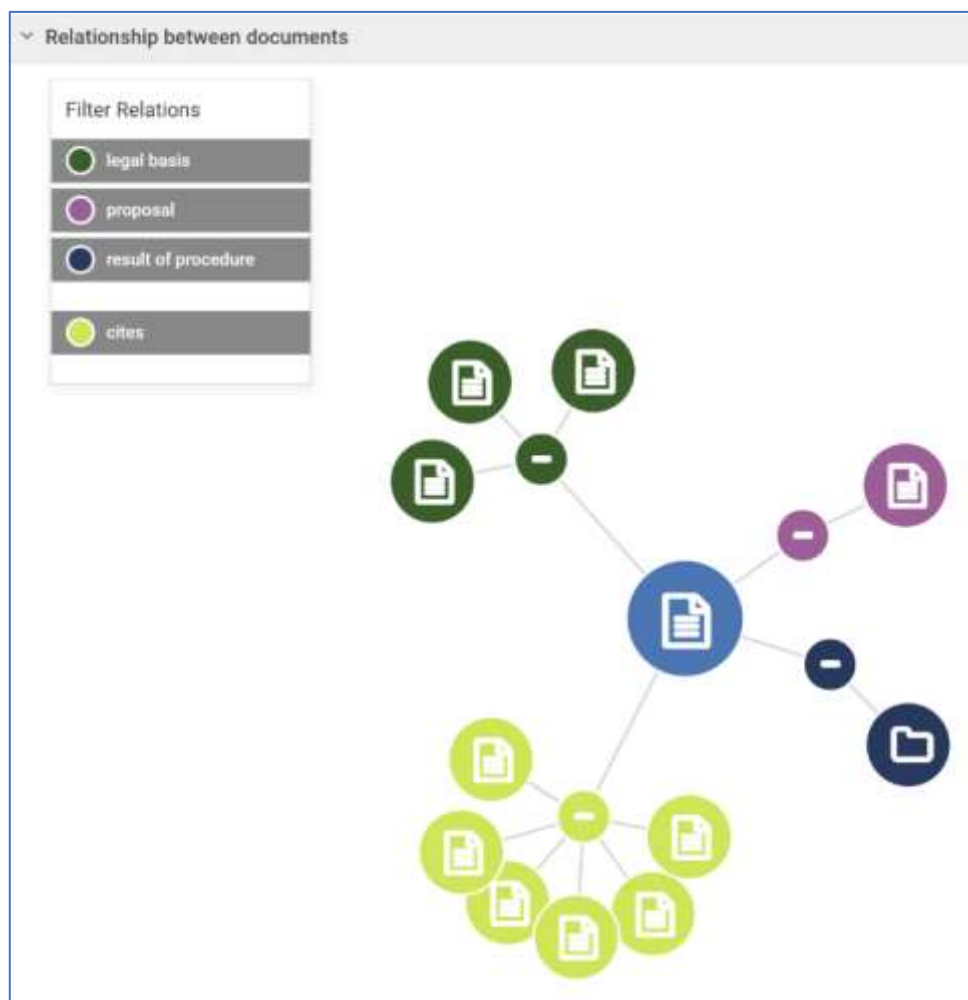 Relationship between documents
Filter Relations
legal basis
proposal
result of procedure
cites